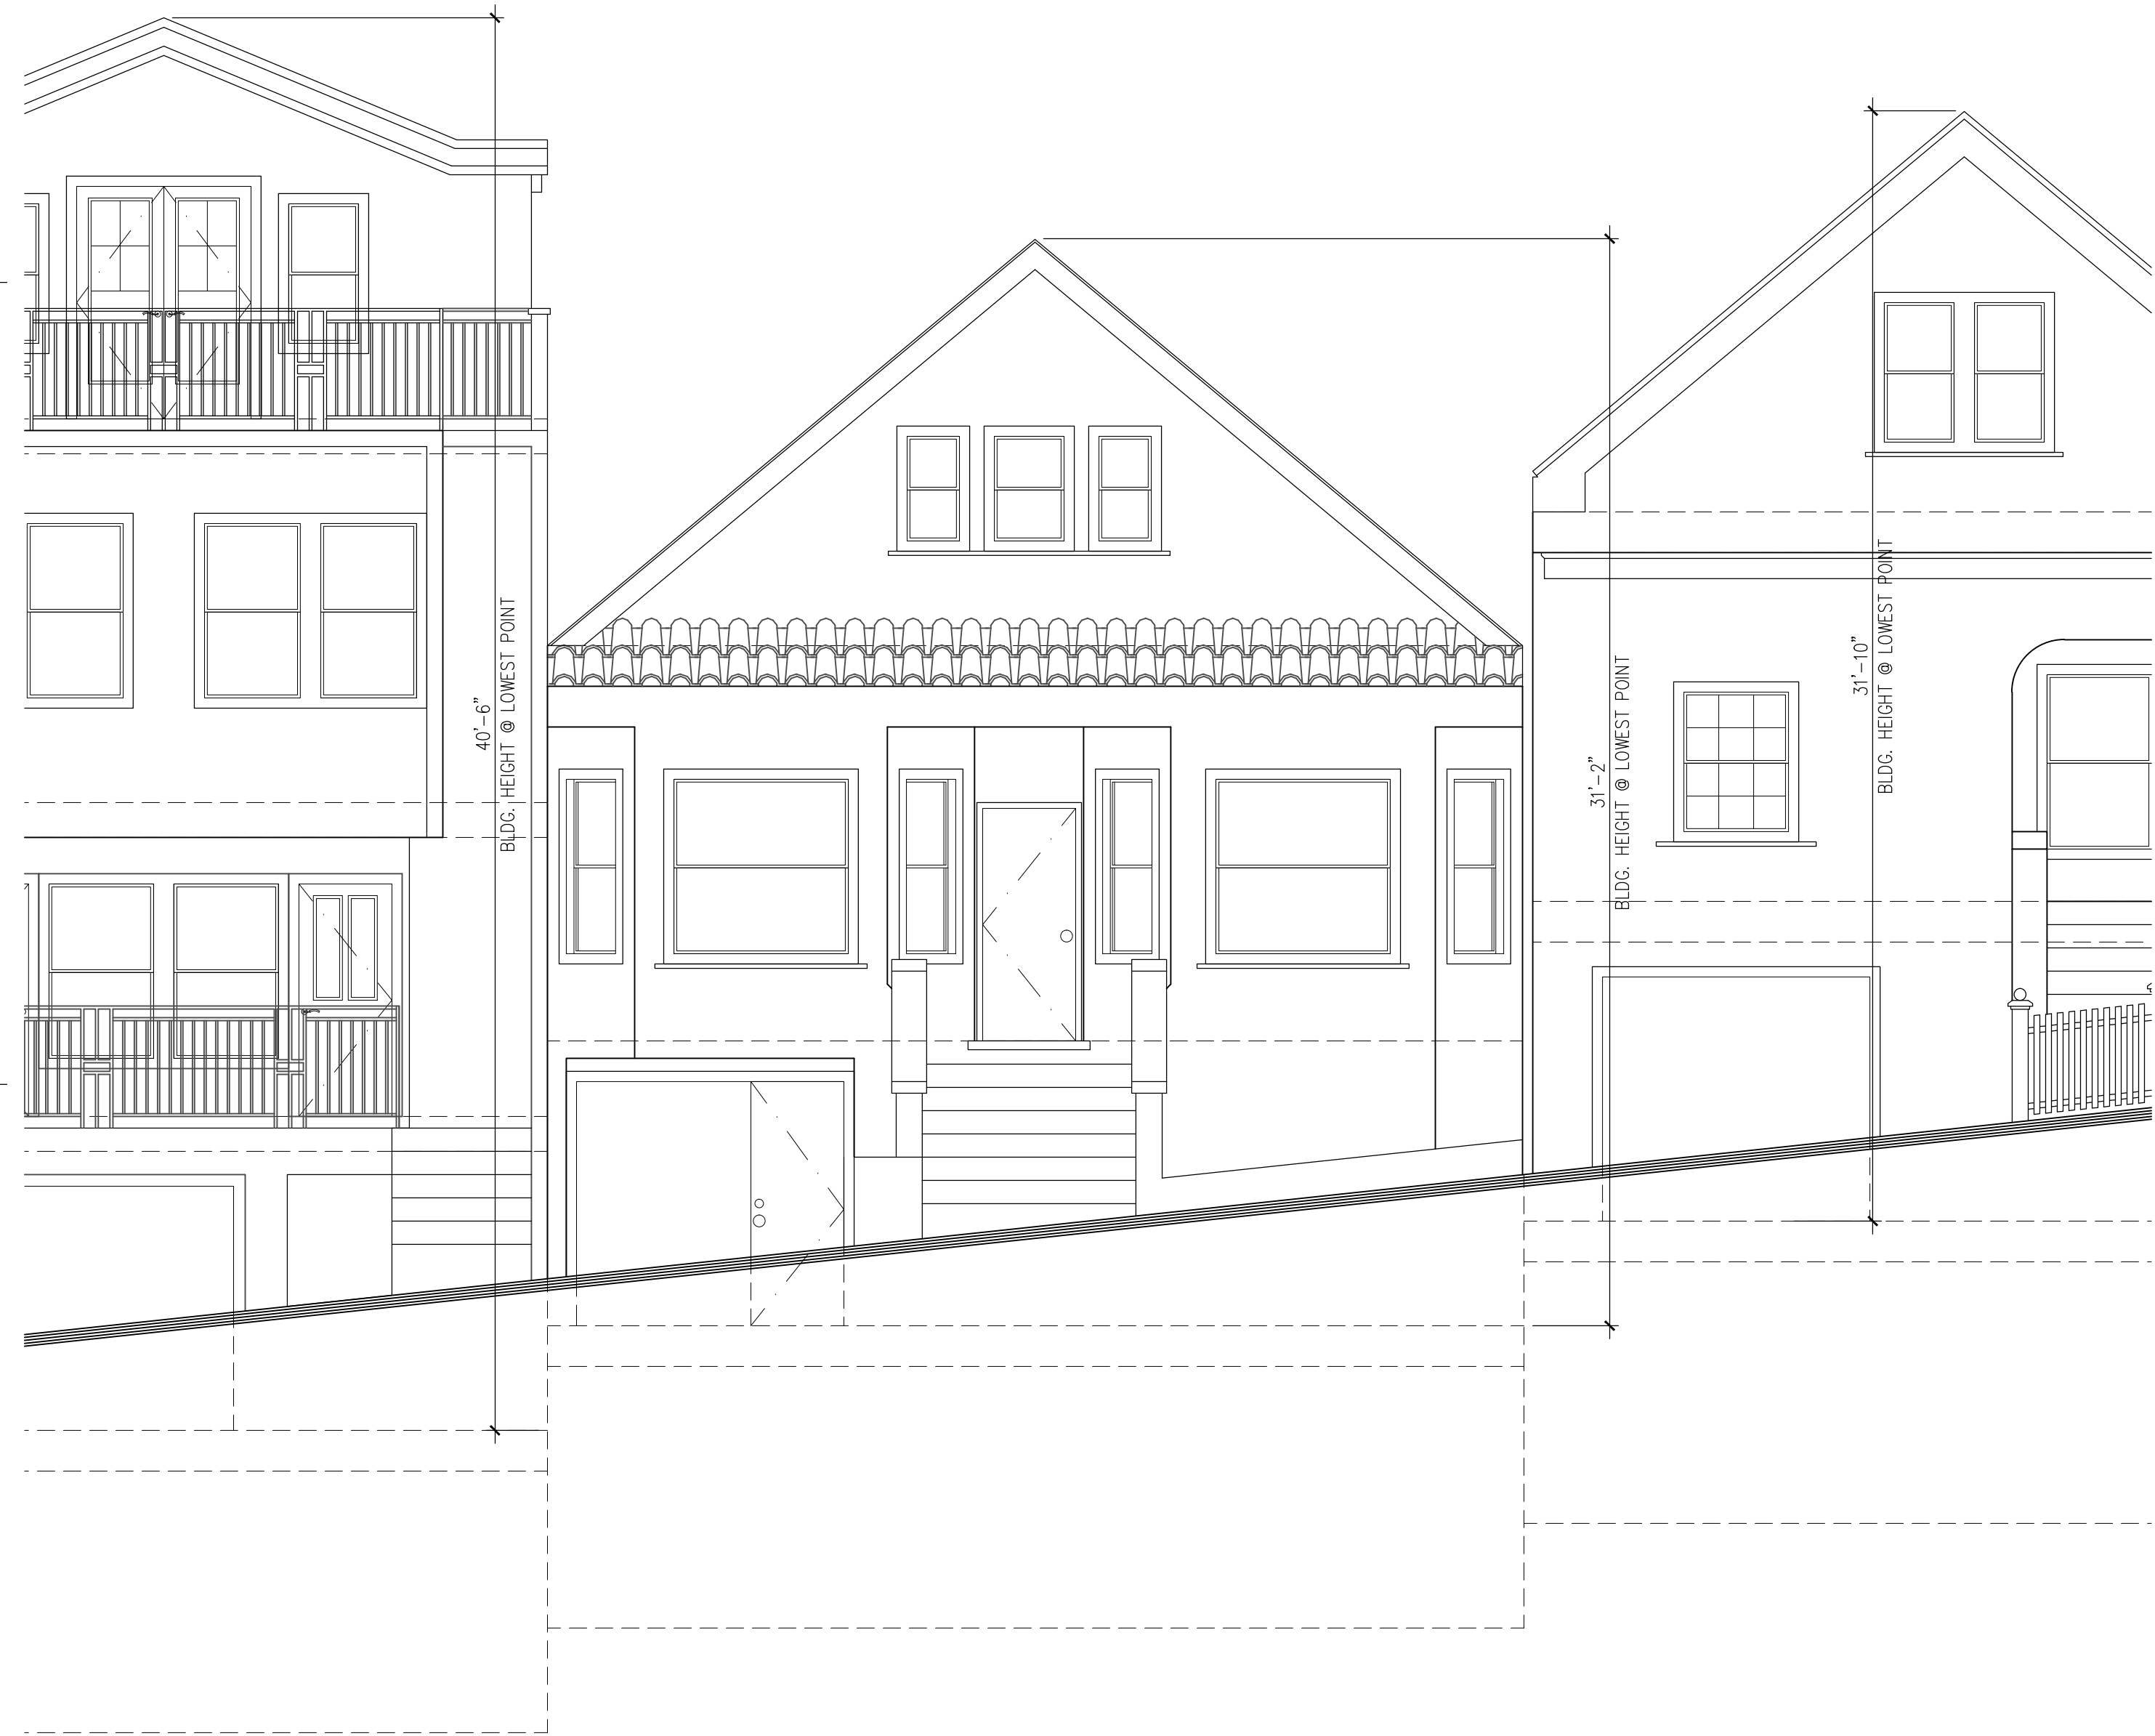 40'-6"
BLDG. HEIGHT @ LOWEST POINT
31'-2"
BLDG. HEIGHT @ LOWEST POINT
31'-10"
BLDG. HEIGHT @ LOWEST POINT